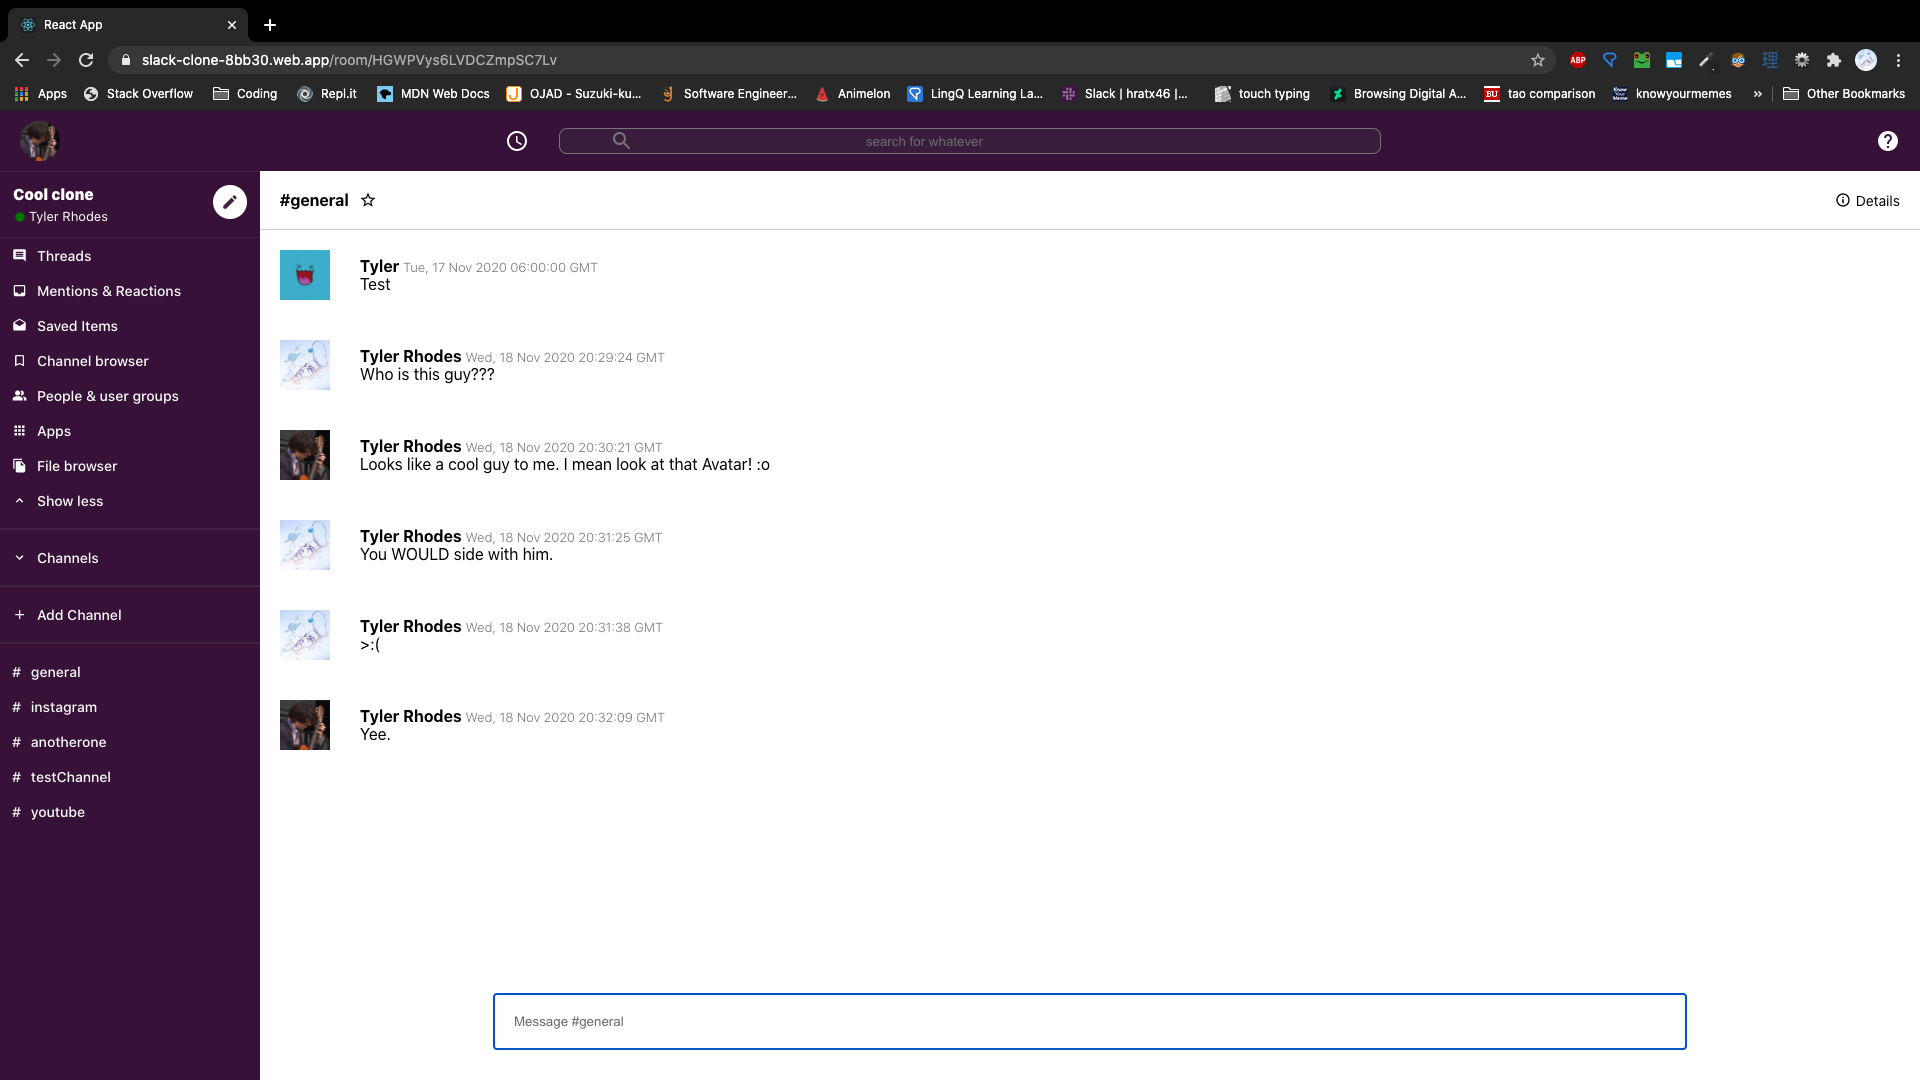 React App
slack-clone-8bb30.web.app/room/HGWPVys6LVDCZmpSC7Lv
ABP
Apps Stack Overflow Coding Repl.it MDN Web Docs OJAD - Suzuki-ku... Software Engineer... Animelon LingQ Learning La... Slack | hratx46 |... touch typing Browsing Digital A... BU tao comparison knowyourmemes » Other Bookmarks
search for whatever
?
Cool clone
Tyler Rhodes
Threads
Mentions & Reactions
Saved Items
Channel browser
People & user groups
Apps
File browser
Show less
Channels
+ Add Channel
# general
# instagram
# anotherone
# testChannel
# youtube
#general
Details
Tyler Tue, 17 Nov 2020 06:00:00 GMT
Test
Tyler Rhodes Wed, 18 Nov 2020 20:29:24 GMT
Who is this guy???
Tyler Rhodes Wed, 18 Nov 2020 20:30:21 GMT
Looks like a cool guy to me. I mean look at that Avatar! :o
Tyler Rhodes Wed, 18 Nov 2020 20:31:25 GMT
You WOULD side with him.
Tyler Rhodes Wed, 18 Nov 2020 20:31:38 GMT
>:(
Tyler Rhodes Wed, 18 Nov 2020 20:32:09 GMT
Yee.
Message #general